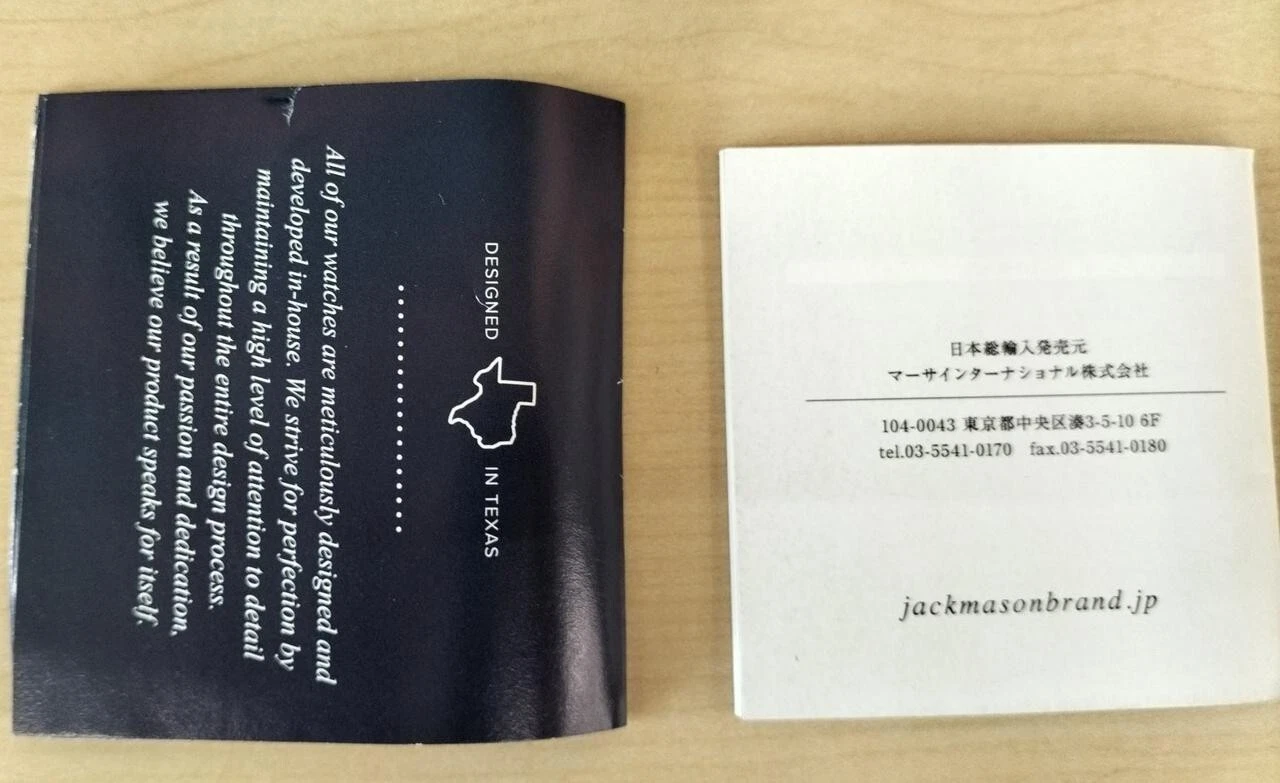 DESIGNED IN TEXAS
All of our watches are meticulously designed and
developed in-house. We strive for perfection by
maintaining a high level of attention to detail
throughout the entire design process.
As a result of our passion and dedication,
we believe our product speaks for itself.
日本総輸入発売元
マーサインターナショナル株式会社
104-0043 東京都中央区湊3-5-10 6F
tel.03-5541-0170 fax.03-5541-0180
jackmasonbrand.jp